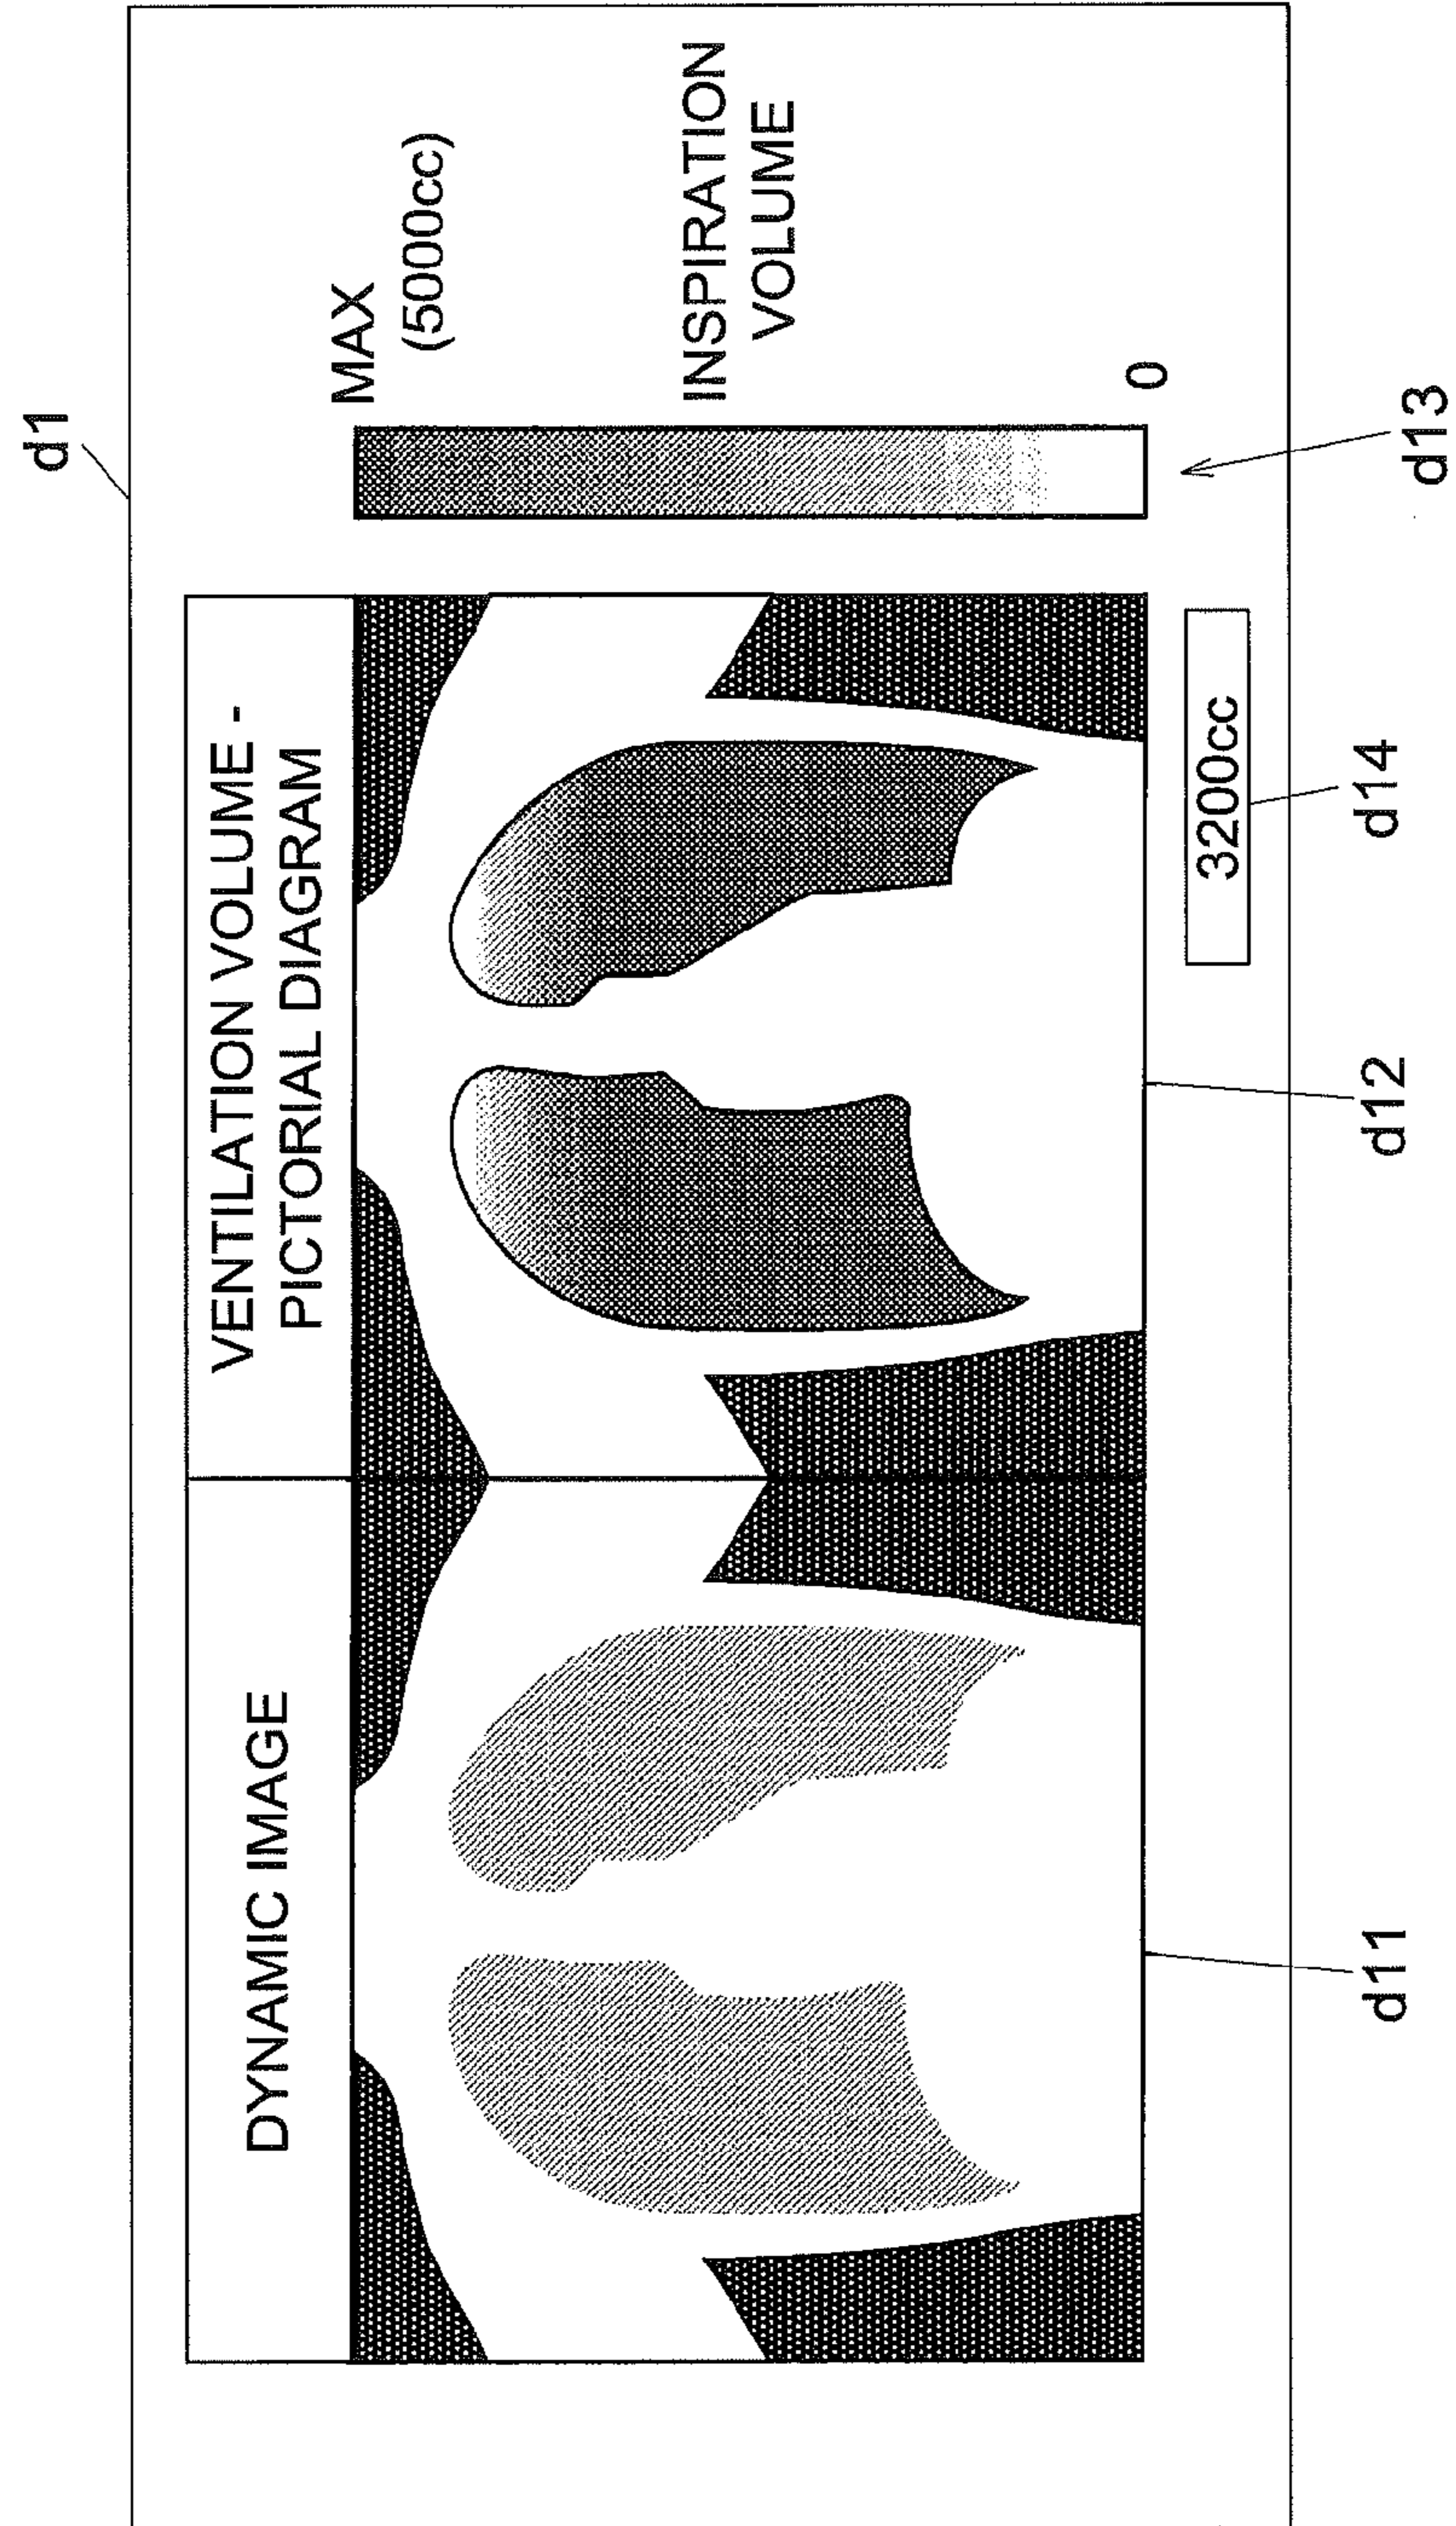 d1
DYNAMIC IMAGE
VENTILATION VOLUME -
PICTORIAL DIAGRAM
MAX
(5000cc)
INSPIRATION
VOLUME
0
3200cc
d11
d12
d14
d13